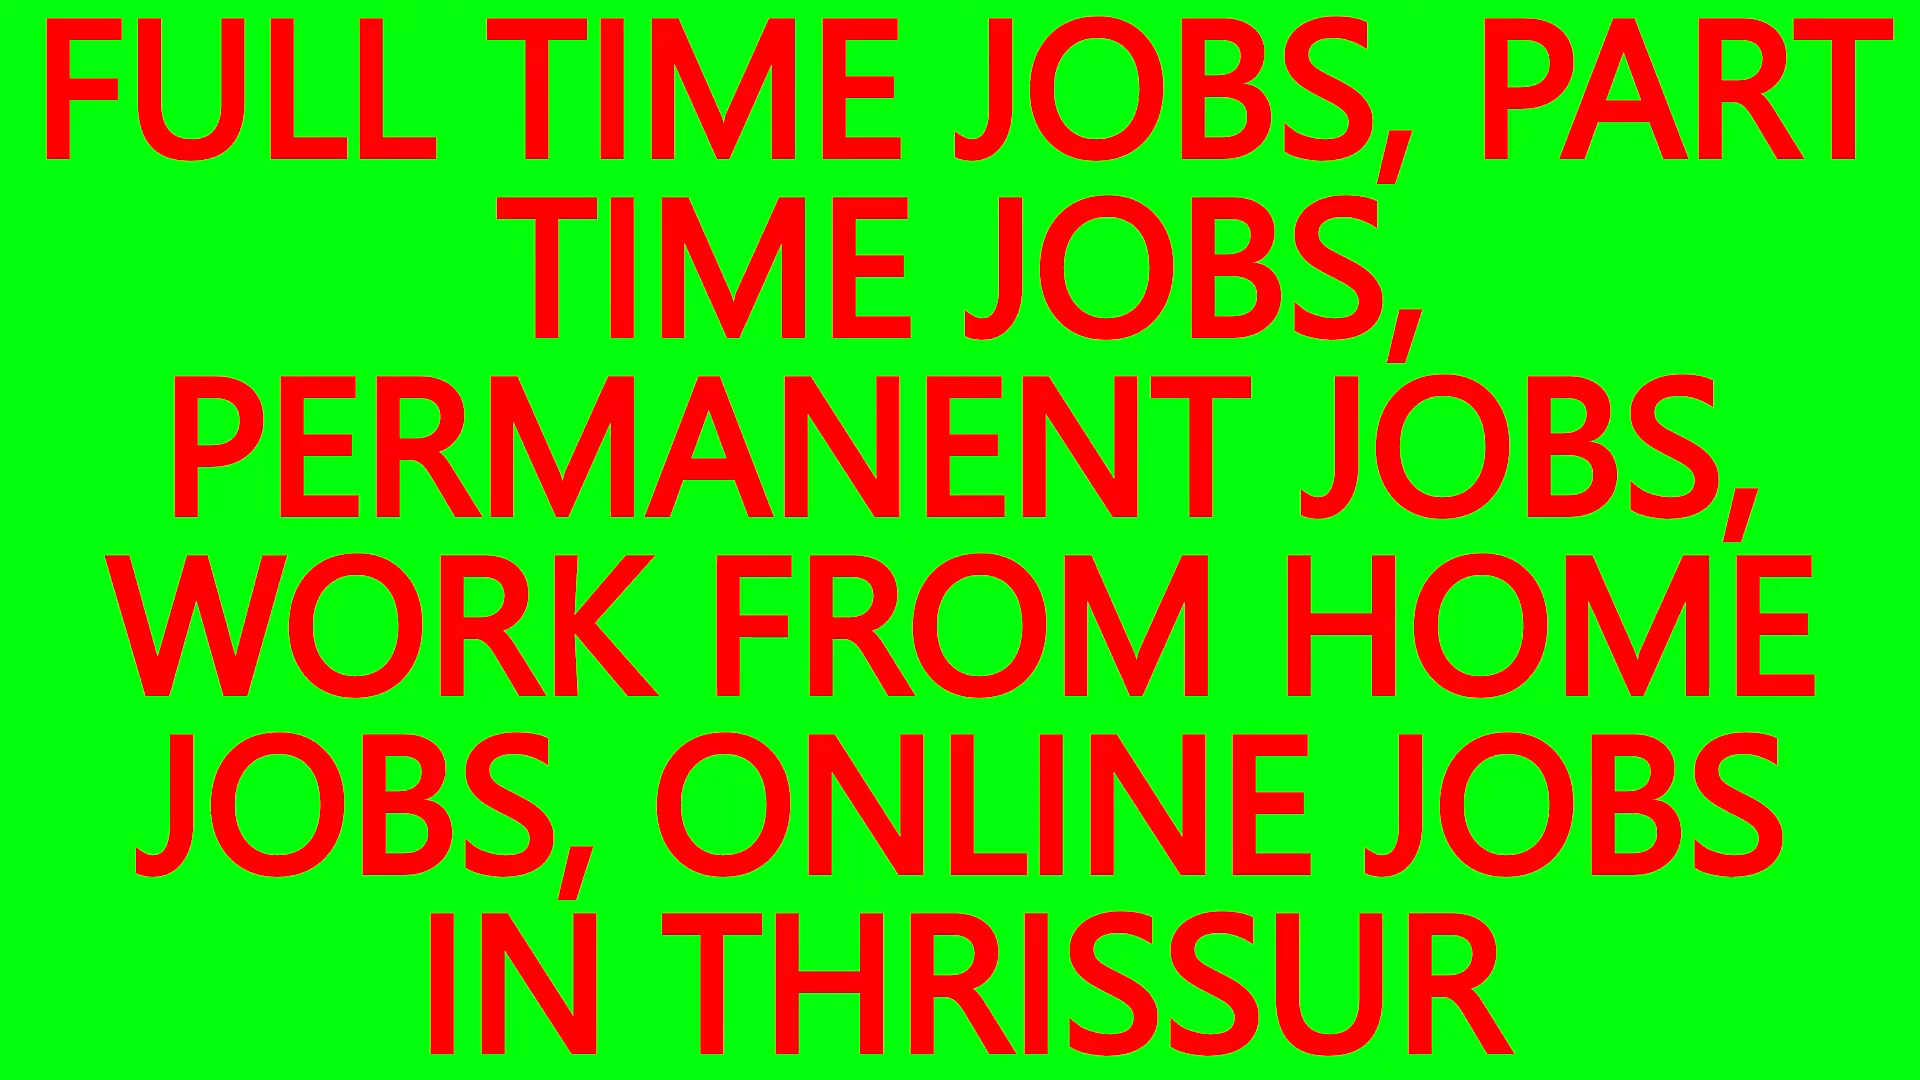 FULL TIME JOBS, PART
TIME JOBS,
PERMANENT JOBS,
WORK FROM HOME
JOBS, ONLINE JOBS
IN THRISSUR